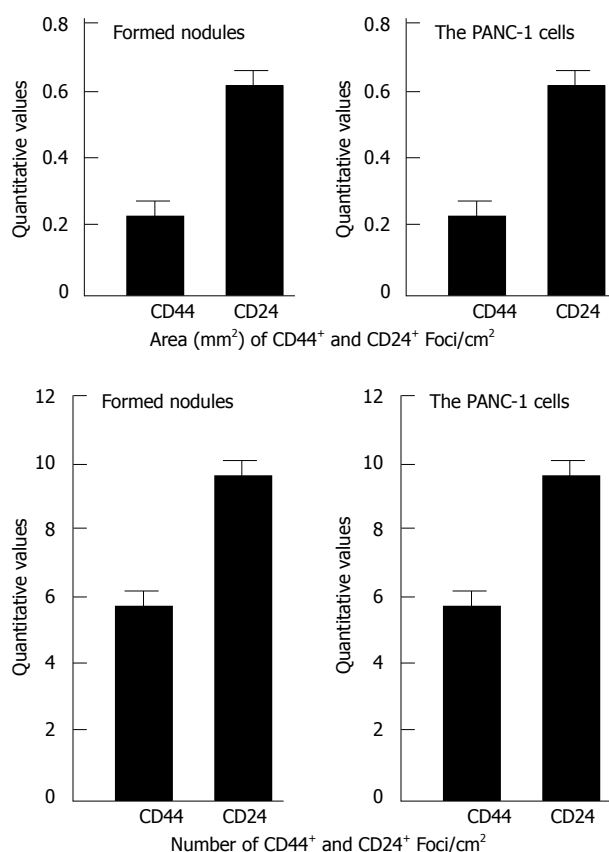 Formed nodules
Quantitative values
0.8
0.6
0.4
0.2
0
CD44 CD24
The PANC-1 cells
Quantitative values
0.8
0.6
0.4
0.2
0
CD44 CD24
Area (mm²) of CD44⁺ and CD24⁺ Foci/cm²
Formed nodules
Quantitative values
12
10
8
6
4
2
0
CD44 CD24
The PANC-1 cells
Quantitative values
12
10
8
6
4
2
0
CD44 CD24
Number of CD44⁺ and CD24⁺ Foci/cm²